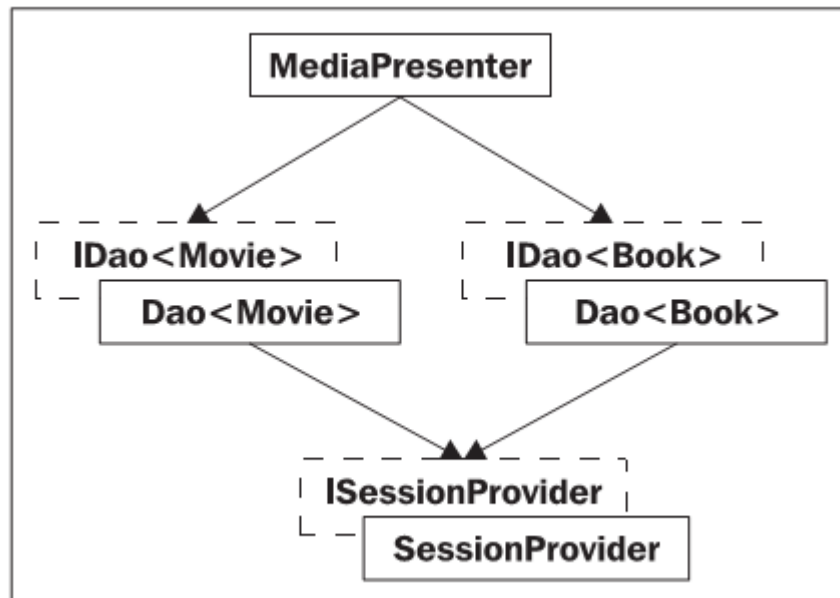 MediaPresenter
IDao<Movie>
IDao<Book>
Dao<Movie>
Dao<Book>
ISessionProvider
SessionProvider